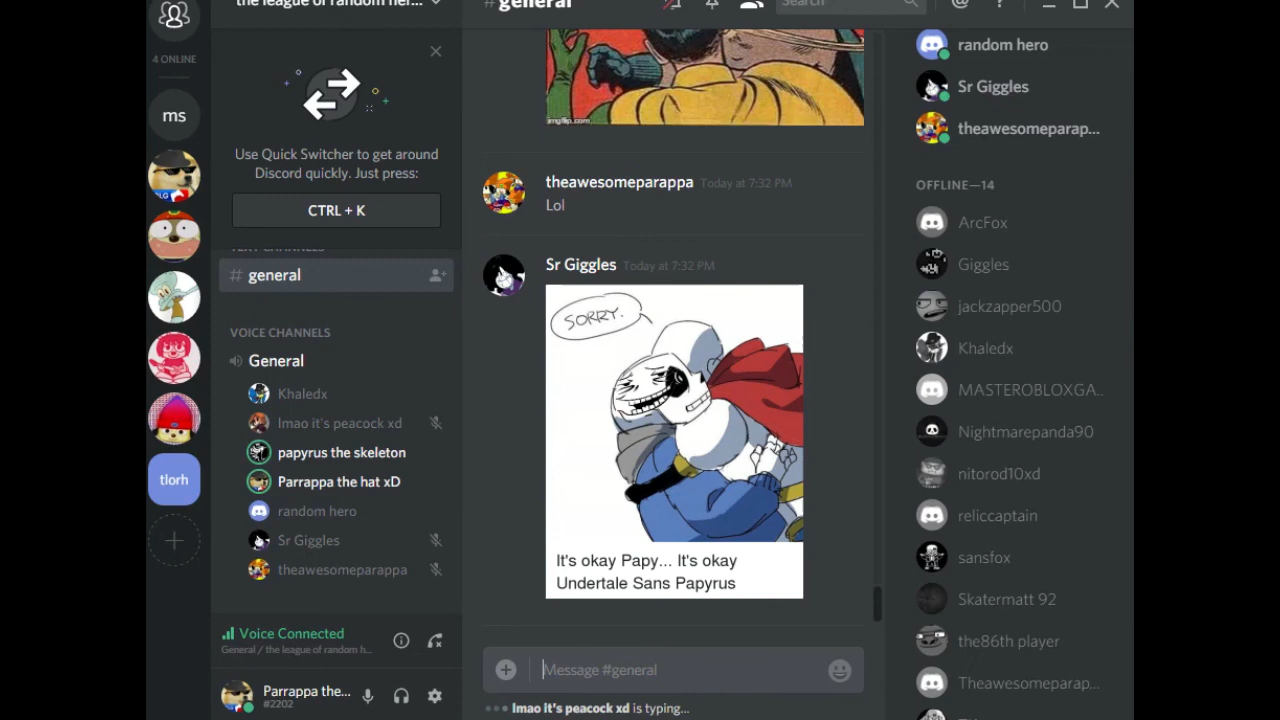 the league of random her...
# general
Search
4 ONLINE
ms
tlorh
Use Quick Switcher to get around
Discord quickly. Just press:
CTRL + K
TEXT CHANNELS
# general
VOICE CHANNELS
General
Khaledx
lmao it's peacock xd
papyrus the skeleton
Parrappa the hat xD
random hero
Sr Giggles
theawesomeparappa
Voice Connected
General / the league of random h...
Parrappa the...
#2202
imgflip.com
theawesomeparappa Today at 7:32 PM
Lol
Sr Giggles Today at 7:32 PM
SORRY.
It's okay Papy... It's okay
Undertale Sans Papyrus
Message #general
lmao it's peacock xd is typing...
random hero
Sr Giggles
theawesomeparap...
OFFLINE—14
ArcFox
Giggles
jackzapper500
Khaledx
MASTEROBLOXGA...
Nightmarepanda90
nitorod10xd
reliccaptain
sansfox
Skatermatt 92
the86th player
Theawesomeparap...